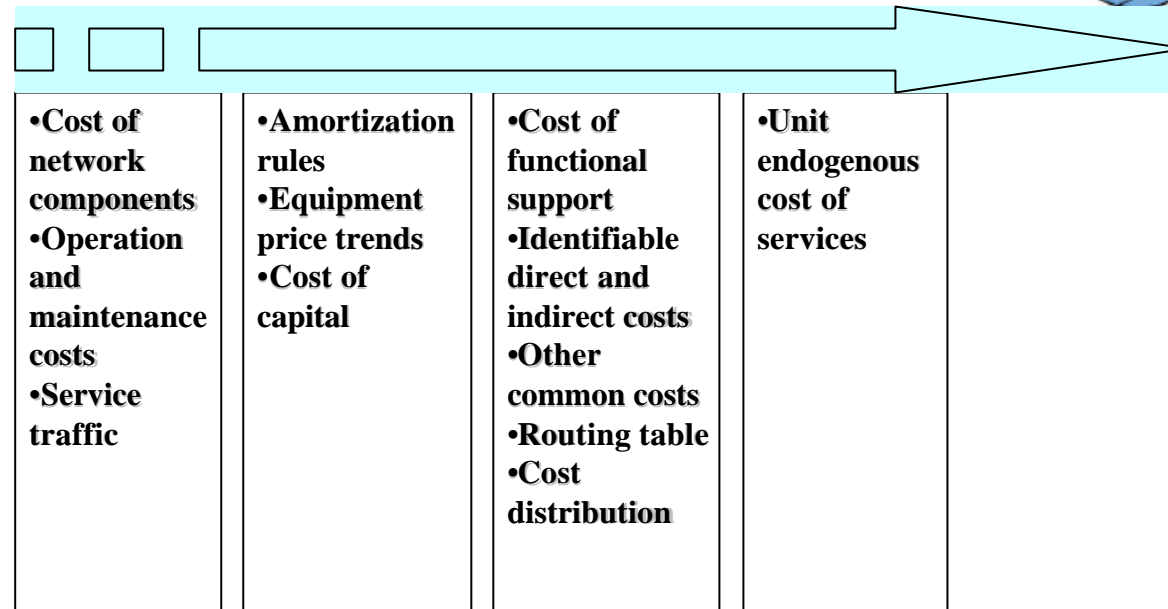 •Cost of
network
components
•Operation
and
maintenance
costs
•Service
traffic
•Amortization
rules
•Equipment
price trends
•Cost of
capital
•Cost of
functional
support
•Identifiable
direct and
indirect costs
•Other
common costs
•Routing table
•Cost
distribution
•Unit
endogenous
cost of
services